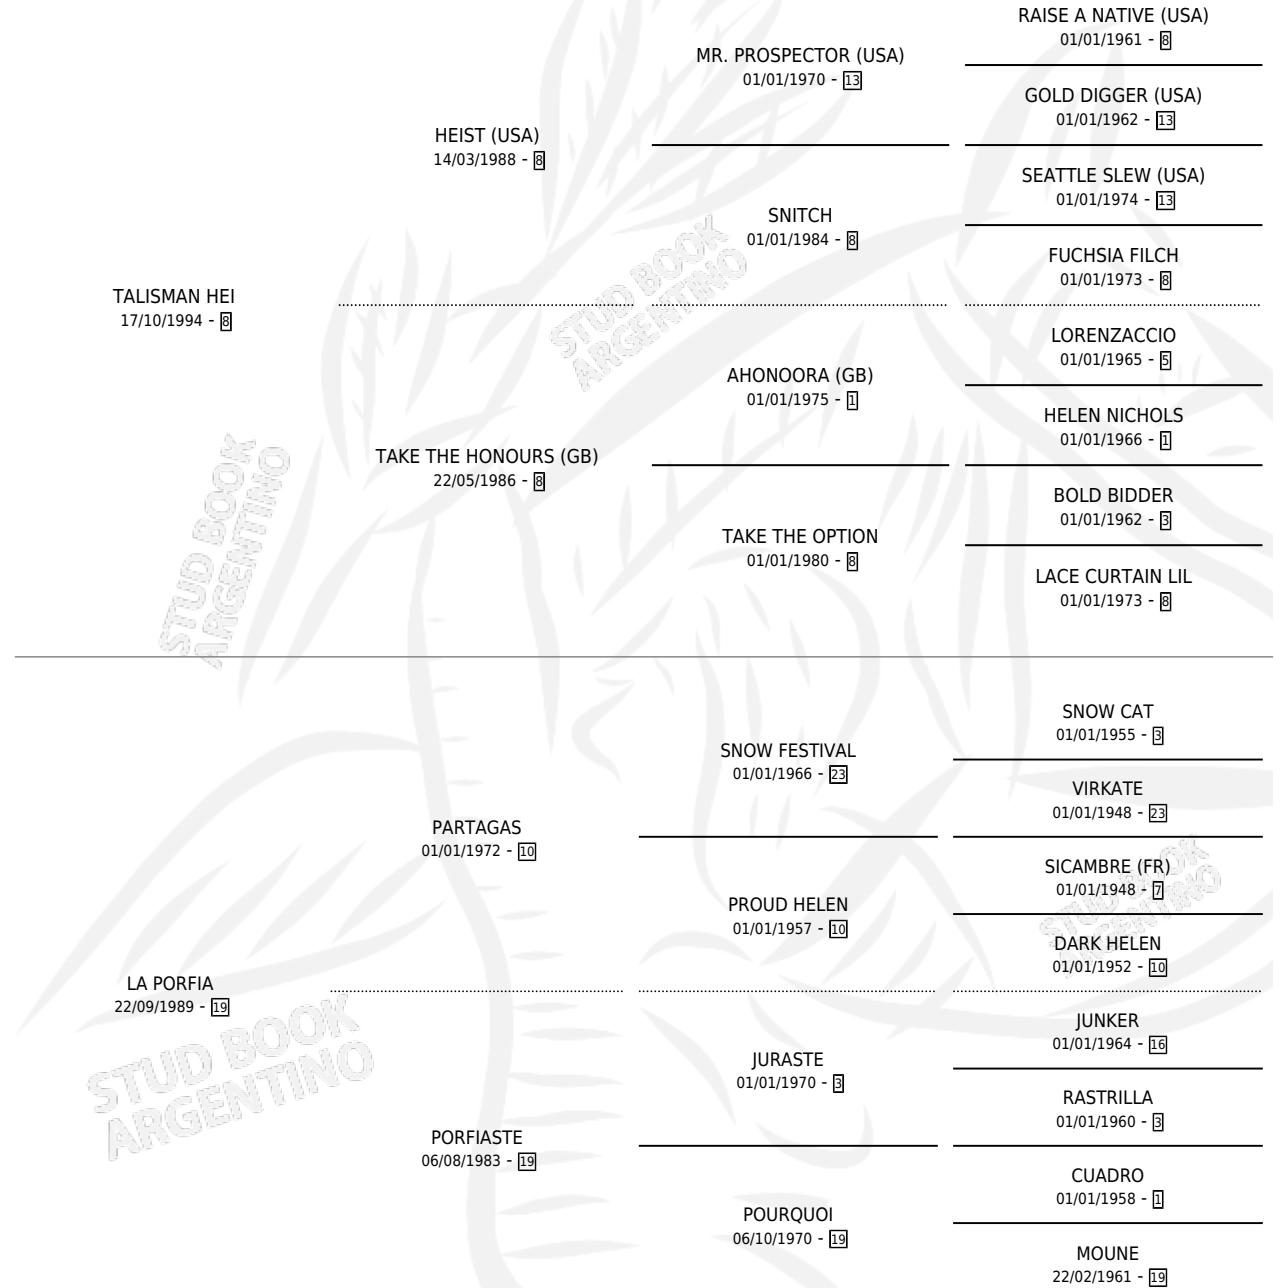 RAISE A NATIVE (USA)
01/01/1961 - 8
MR. PROSPECTOR (USA)
01/01/1970 - 13
GOLD DIGGER (USA)
01/01/1962 - 13
HEIST (USA)
14/03/1988 - 8
SEATTLE SLEW (USA)
01/01/1974 - 13
SNITCH
01/01/1984 - 8
FUCHSIA FILCH
01/01/1973 - 8
STUD BOOK
ARGENTINO
TALISMAN HEI
17/10/1994 - 8
LORENZACCIO
01/01/1965 - 5
AHONOORA (GB)
01/01/1975 - 1
HELEN NICHOLS
01/01/1966 - 1
TAKE THE HONOURS (GB)
22/05/1986 - 8
BOLD BIDDER
01/01/1962 - 3
TAKE THE OPTION
01/01/1980 - 8
LACE CURTAIN LIL
01/01/1973 - 8
STUD BOOK
ARGENTINO
SNOW CAT
01/01/1955 - 3
SNOW FESTIVAL
01/01/1966 - 23
VIRKATE
01/01/1948 - 23
PARTAGAS
01/01/1972 - 10
SICAMBRE (FR)
01/01/1948 - 7
PROUD HELEN
01/01/1957 - 10
DARK HELEN
01/01/1952 - 10
STUD BOOK
ARGENTINO
LA PORFIA
22/09/1989 - 19
JUNKER
01/01/1964 - 16
JURASTE
01/01/1970 - 3
RASTRILLA
01/01/1960 - 3
STUD BOOK
ARGENTINO
PORFIASTE
06/08/1983 - 19
CUADRO
01/01/1958 - 1
POURQUOI
06/10/1970 - 19
MOUNE
22/02/1961 - 19